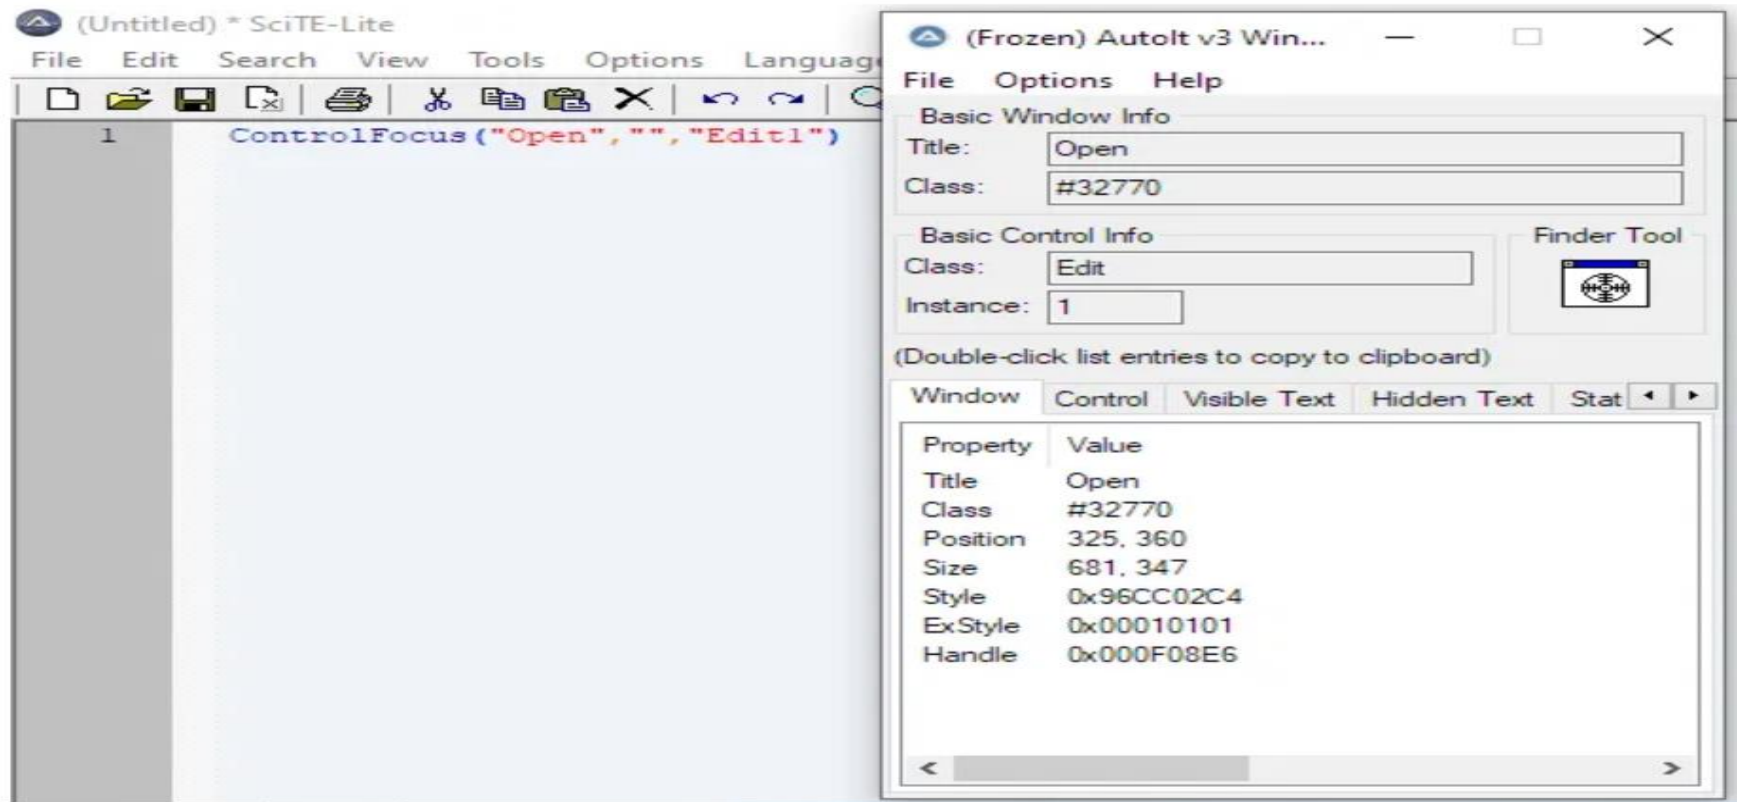 (Untitled) * SciTE-Lite
File Edit Search View Tools Options Languag
1 ControlFocus("Open","","Edit1")
(Frozen) AutoIt v3 Win...
File Options Help
Basic Window Info
Title: Open
Class: #32770
Basic Control Info
Finder Tool
Class: Edit
Instance: 1
(Double-click list entries to copy to clipboard)
Window Control Visible Text Hidden Text Stat
Property Value
Title Open
Class #32770
Position 325, 360
Size 681, 347
Style 0x96CC02C4
ExStyle 0x00010101
Handle 0x000F08E6